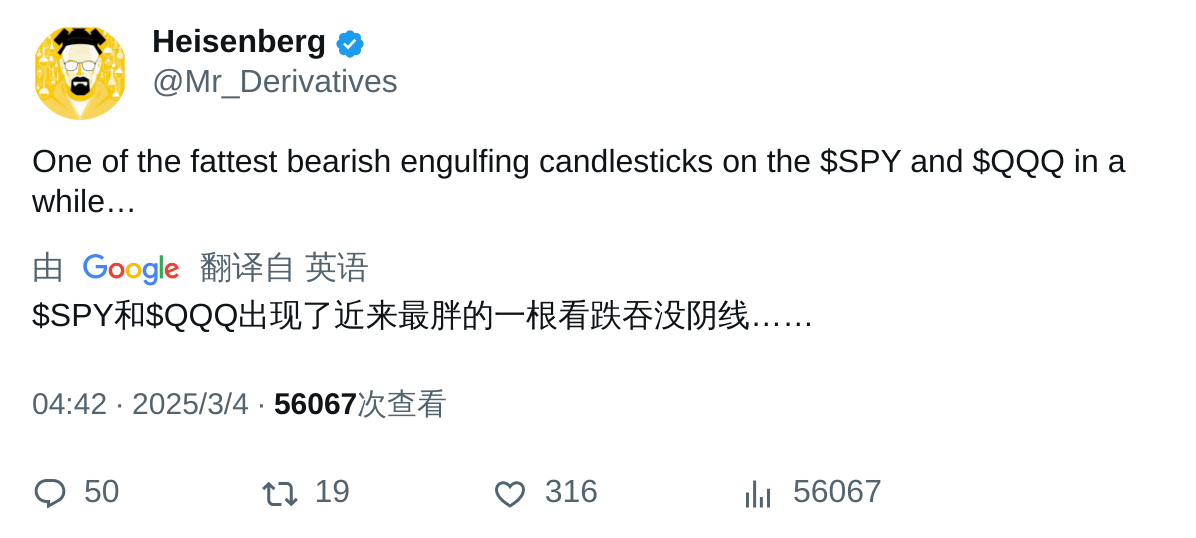 Heisenberg
@Mr_Derivatives
One of the fattest bearish engulfing candlesticks on the $SPY and $QQQ in a
while…
由 Google 翻译自 英语
$SPY和$QQQ出现了近来最胖的一根看跌吞没阴线……
04:42 · 2025/3/4 · 56067次查看
50 19 316 56067